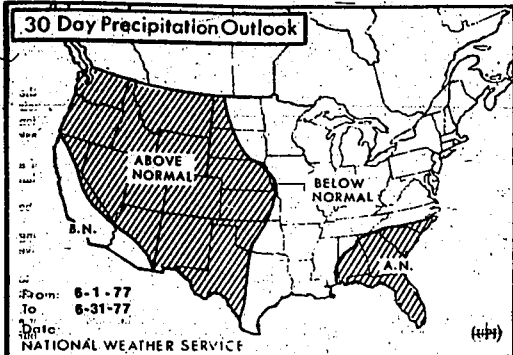 30 Day Precipitation Outlook
ABOVE
NORMAL
BELOW
NORMAL
B.N.
A.N.
From: 6-1-77
To 6-31-77
Date
NATIONAL WEATHER SERVICE
(UPI)